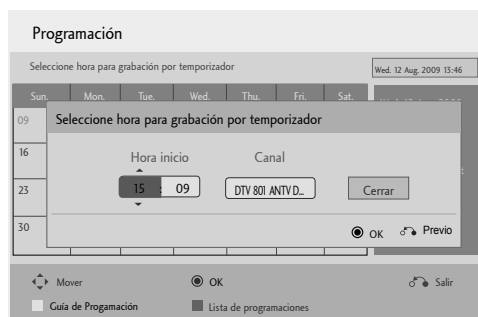 Programación
Seleccione hora para grabación por temporizador
Wed. 12 Aug. 2009 13:46
Sun. Mon. Tue. Wed. Thu. Fri. Sat.
09
Seleccione hora para grabación por temporizador
16
Hora inicio Canal
23
15 : 09 DTV 801 ANTV D... Cerrar
30
OK Previo
Mover OK Salir
Guía de Progamación Lista de programaciones